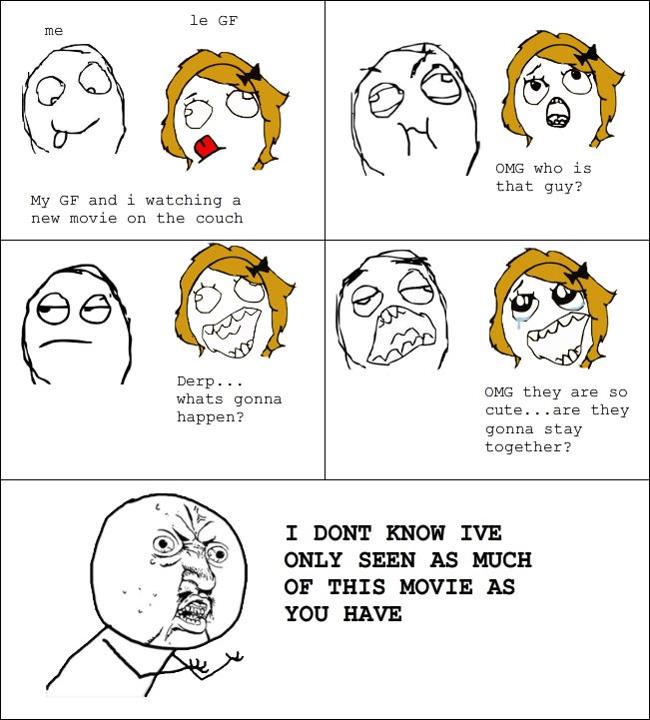 me
le GF
My GF and i watching a
new movie on the couch
OMG who is
that guy?
Derp...
whats gonna
happen?
OMG they are so
cute...are they
gonna stay
together?
I DONT KNOW IVE
ONLY SEEN AS MUCH
OF THIS MOVIE AS
YOU HAVE